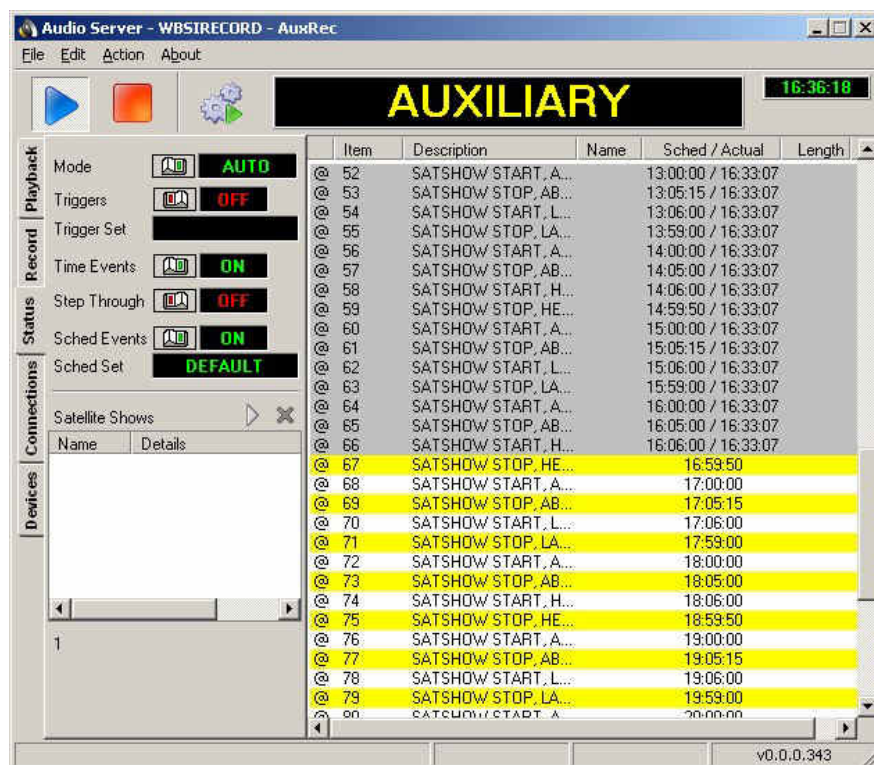 Audio Server - WBSIRECORD - AuxRec
File Edit Action About
AUXILIARY
16:36:18
Playback
Record
Status
Connections
Devices
Mode AUTO
Triggers OFF
Trigger Set
Time Events ON
Step Through OFF
Sched Events ON
Sched Set DEFAULT
Satellite Shows
Name Details
1
Item Description Name Sched / Actual Length
@ 52 SATSHOW START, A... 13:00:00 / 16:33:07
@ 53 SATSHOW STOP, AB... 13:05:15 / 16:33:07
@ 54 SATSHOW START, L... 13:06:00 / 16:33:07
@ 55 SATSHOW STOP, LA... 13:59:00 / 16:33:07
@ 56 SATSHOW START, A... 14:00:00 / 16:33:07
@ 57 SATSHOW STOP, AB... 14:05:00 / 16:33:07
@ 58 SATSHOW START, H... 14:06:00 / 16:33:07
@ 59 SATSHOW STOP, HE... 14:59:50 / 16:33:07
@ 60 SATSHOW START, A... 15:00:00 / 16:33:07
@ 61 SATSHOW STOP, AB... 15:05:15 / 16:33:07
@ 62 SATSHOW START, L... 15:06:00 / 16:33:07
@ 63 SATSHOW STOP, LA... 15:59:00 / 16:33:07
@ 64 SATSHOW START, A... 16:00:00 / 16:33:07
@ 65 SATSHOW STOP, AB... 16:05:00 / 16:33:07
@ 66 SATSHOW START, H... 16:06:00 / 16:33:07
@ 67 SATSHOW STOP, HE... 16:59:50
@ 68 SATSHOW START, A... 17:00:00
@ 69 SATSHOW STOP, AB... 17:05:15
@ 70 SATSHOW START, L... 17:06:00
@ 71 SATSHOW STOP, LA... 17:59:00
@ 72 SATSHOW START, A... 18:00:00
@ 73 SATSHOW STOP, AB... 18:05:00
@ 74 SATSHOW START, H... 18:06:00
@ 75 SATSHOW STOP, HE... 18:59:50
@ 76 SATSHOW START, A... 19:00:00
@ 77 SATSHOW STOP, AB... 19:05:15
@ 78 SATSHOW START, L... 19:06:00
@ 79 SATSHOW STOP, LA... 19:59:00
@ 80 SATSHOW START, A... 20:00:00
v0.0.0.343